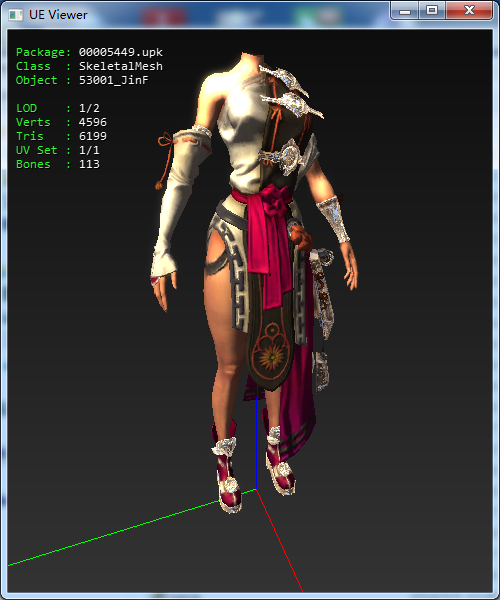 UE Viewer
Package: 00005449.upk
Class : SkeletalMesh
Object : 53001_JinF
LOD : 1/2
Verts : 4596
Tris : 6199
UV Set : 1/1
Bones : 113